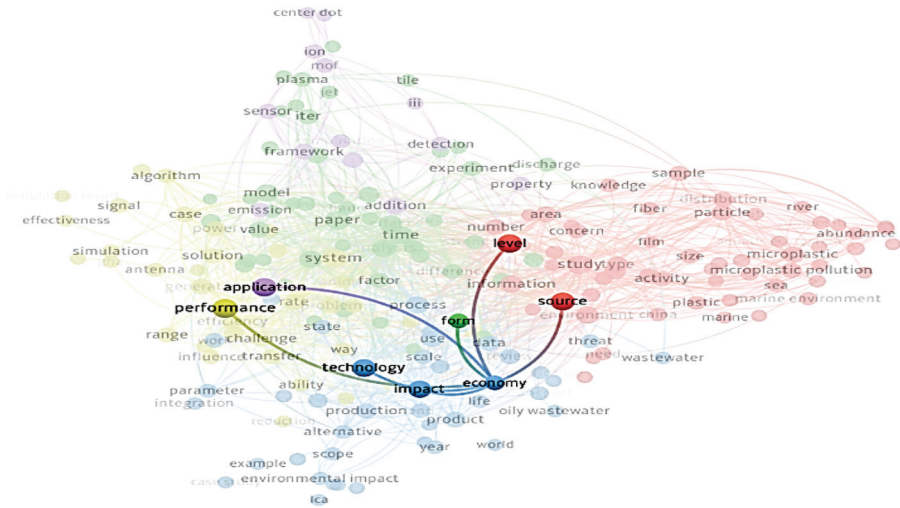 center dot
ion
mof
plasma
tile
jet
iii
sensor
iter
detection
framework
experiment
discharge
algorithm
sample
property
knowledge
model
distribution
signal
emission
addition
fiber
particle
river
case
paper
area
effectiveness
power
value
number
concern
abundance
time
film
level
simulation
solution
system
size
microplastic
study
type
antenna
microplastic pollution
factor
information
activity
sea
application
general
source
plastic
marine environment
performance
rate
process
environment
china
marine
efficiency
form
state
range
work
challenge
use
data
threat
way
influence
transfer
scale
need
wastewater
technology
impact
economy
parameter
ability
integration
life
production
oily wastewater
reduction
product
alternative
year
world
scope
example
environmental impact
lca